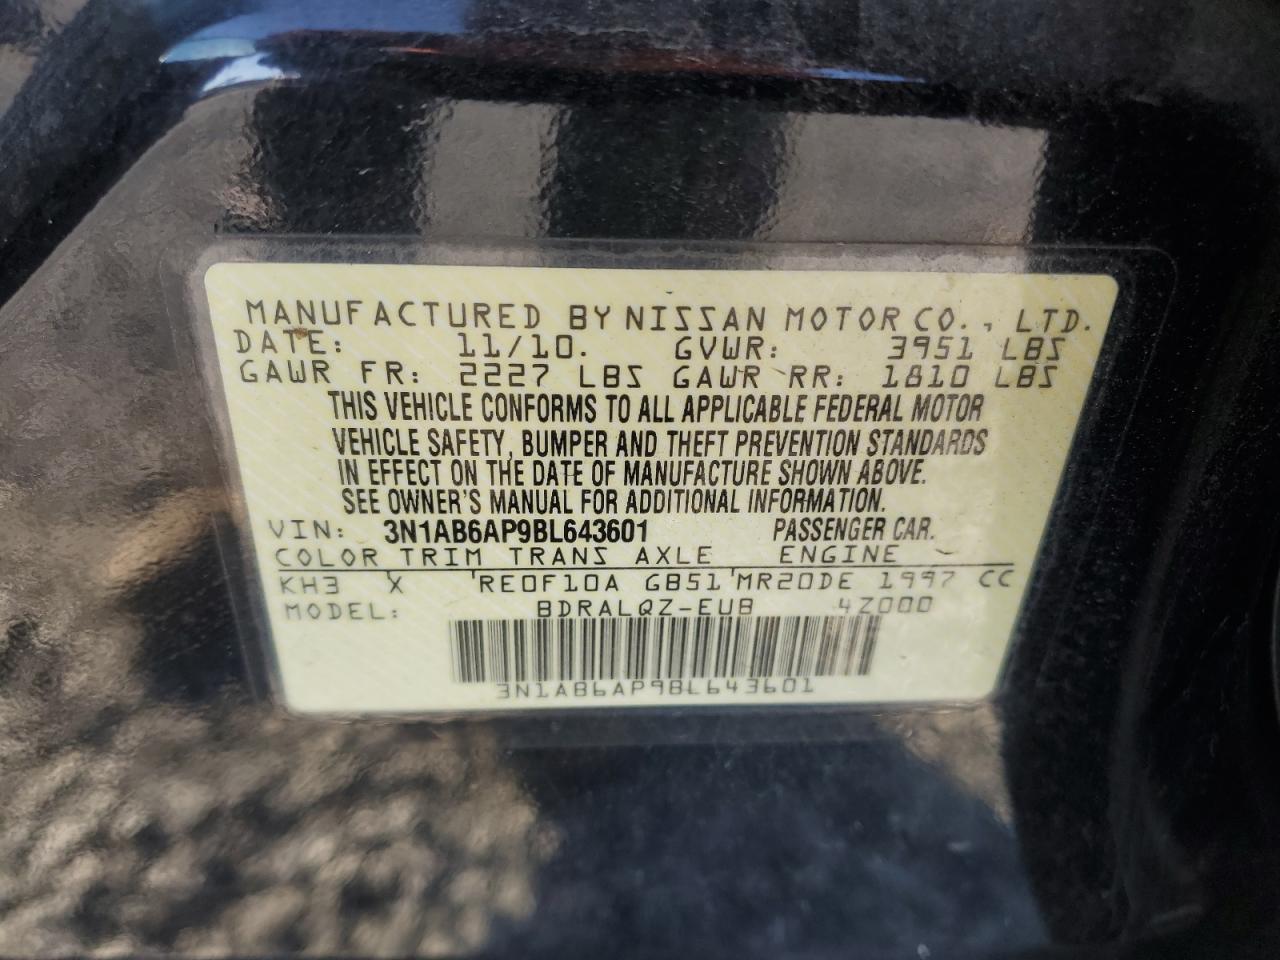 MANUFACTURED BY NISSAN MOTOR CO., LTD.
DATE: 11/10. GVWR: 3951 LBS
GAWR FR: 2227 LBS GAWR RR: 1810 LBS
THIS VEHICLE CONFORMS TO ALL APPLICABLE FEDERAL MOTOR
VEHICLE SAFETY, BUMPER AND THEFT PREVENTION STANDARDS
IN EFFECT ON THE DATE OF MANUFACTURE SHOWN ABOVE.
SEE OWNER'S MANUAL FOR ADDITIONAL INFORMATION.
VIN: 3N1AB6AP9BL643601 PASSENGER CAR.
COLOR TRIM TRANS AXLE ENGINE
KH3 X RE0F10A GB51 MR20DE 1997 CC
MODEL: BDRALQZ-EUB 4Z000
3N1AB6AP9BL643601